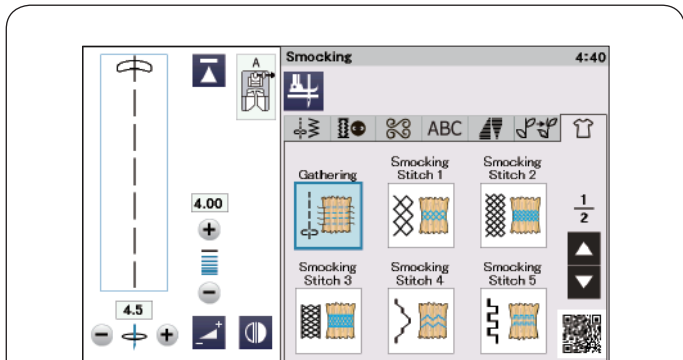 Smocking
4:40
A
ABC
Gathering
Smocking
Stitch 1
Smocking
Stitch 2
4.00
1
2
Smocking
Stitch 3
Smocking
Stitch 4
Smocking
Stitch 5
4.5